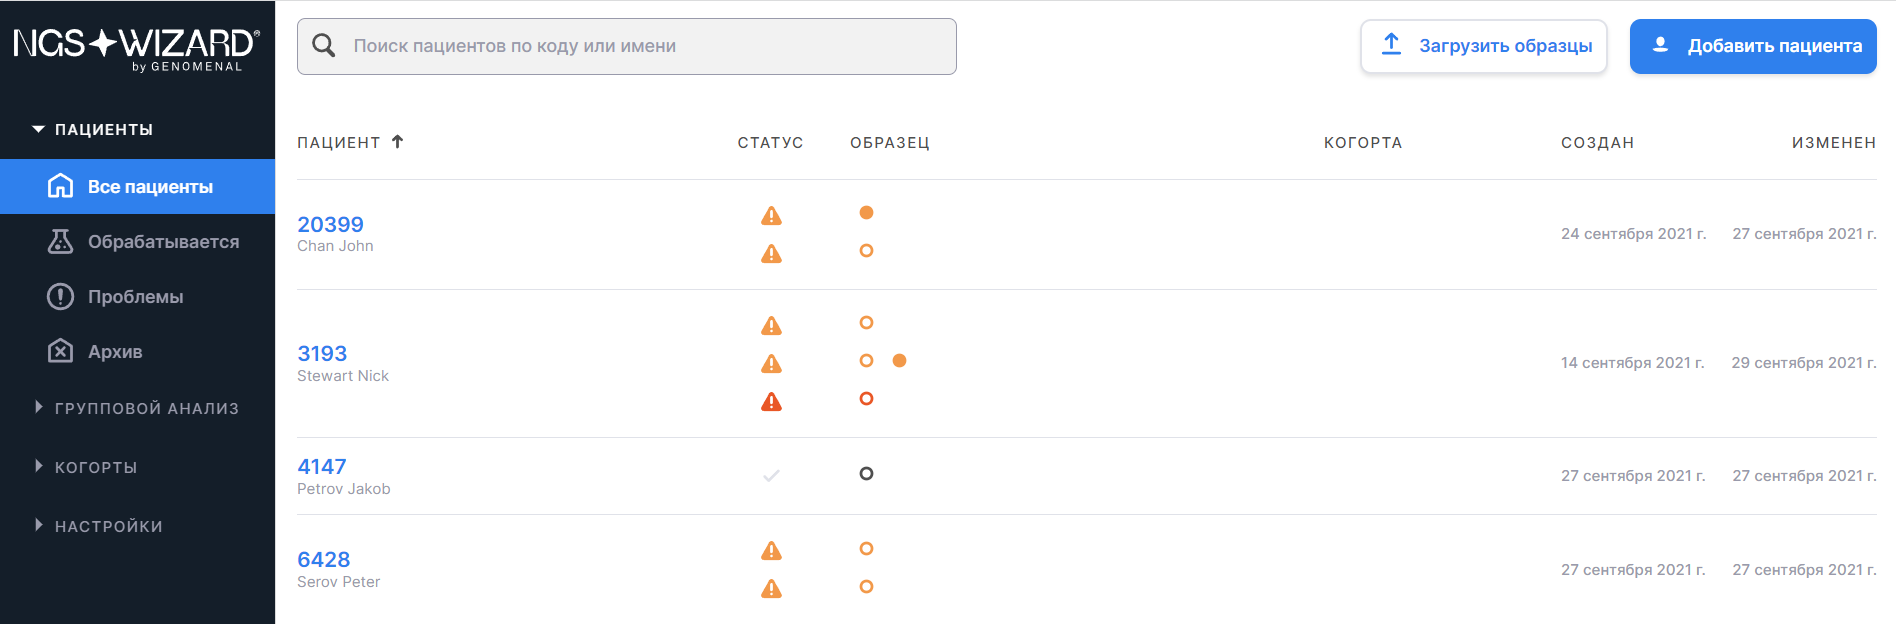 NGS WIZARD®
by GENOMENAL
ПАЦИЕНТЫ
Все пациенты
Обрабатывается
Проблемы
Архив
ГРУППОВОЙ АНАЛИЗ
КОГОРТЫ
НАСТРОЙКИ
Поиск пациентов по коду или имени
Загрузить образцы
Добавить пациента
ПАЦИЕНТ СТАТУС ОБРАЗЕЦ КОГОРТА СОЗДАН ИЗМЕНЕН
20399
Chan John
24 сентября 2021 г. 27 сентября 2021 г.
3193
Stewart Nick
14 сентября 2021 г. 29 сентября 2021 г.
4147
Petrov Jakob
27 сентября 2021 г. 27 сентября 2021 г.
6428
Serov Peter
27 сентября 2021 г. 27 сентября 2021 г.